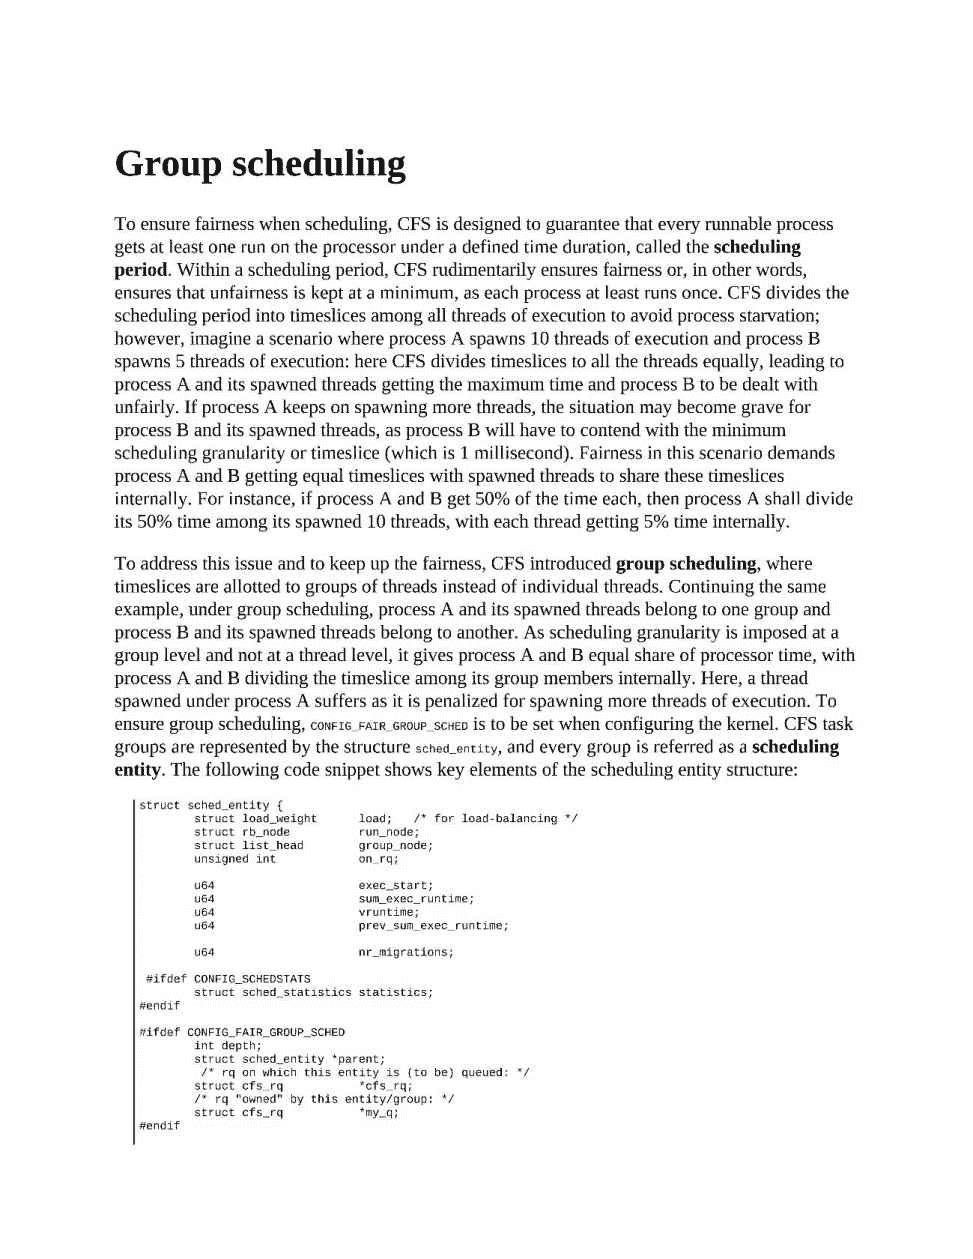 Group scheduling
To ensure fairness when scheduling, CFS is designed to guarantee that every runnable process
gets at least one run on the processor under a defined time duration, called the scheduling
period. Within a scheduling period, CFS rudimentarily ensures fairness or, in other words,
ensures that unfairness is kept at a minimum, as each process at least runs once. CFS divides the
scheduling period into timeslices among all threads of execution to avoid process starvation;
however, imagine a scenario where process A spawns 10 threads of execution and process B
spawns 5 threads of execution: here CFS divides timeslices to all the threads equally, leading to
process A and its spawned threads getting the maximum time and process B to be dealt with
unfairly. If process A keeps on spawning more threads, the situation may become grave for
process B and its spawned threads, as process B will have to contend with the minimum
scheduling granularity or timeslice (which is 1 millisecond). Fairness in this scenario demands
process A and B getting equal timeslices with spawned threads to share these timeslices
internally. For instance, if process A and B get 50% of the time each, then process A shall divide
its 50% time among its spawned 10 threads, with each thread getting 5% time internally.
To address this issue and to keep up the fairness, CFS introduced group scheduling, where
timeslices are allotted to groups of threads instead of individual threads. Continuing the same
example, under group scheduling, process A and its spawned threads belong to one group and
process B and its spawned threads belong to another. As scheduling granularity is imposed at a
group level and not at a thread level, it gives process A and B equal share of processor time, with
process A and B dividing the timeslice among its group members internally. Here, a thread
spawned under process A suffers as it is penalized for spawning more threads of execution. To
ensure group scheduling, CONFIG_FAIR_GROUP_SCHED is to be set when configuring the kernel. CFS task
groups are represented by the structure sched_entity, and every group is referred as a scheduling
entity. The following code snippet shows key elements of the scheduling entity structure:
struct sched_entity {
struct load_weight load; /* for load-balancing */
struct rb_node run_node;
struct list_head group_node;
unsigned int on_rq;
u64 exec_start;
u64 sum_exec_runtime;
u64 vruntime;
u64 prev_sum_exec_runtime;
u64 nr_migrations;
#ifdef CONFIG_SCHEDSTATS
struct sched_statistics statistics;
#endif
#ifdef CONFIG_FAIR_GROUP_SCHED
int depth;
struct sched_entity *parent;
/* rq on which this entity is (to be) queued: */
struct cfs_rq *cfs_rq;
/* rq "owned" by this entity/group: */
struct cfs_rq *my_q;
#endif